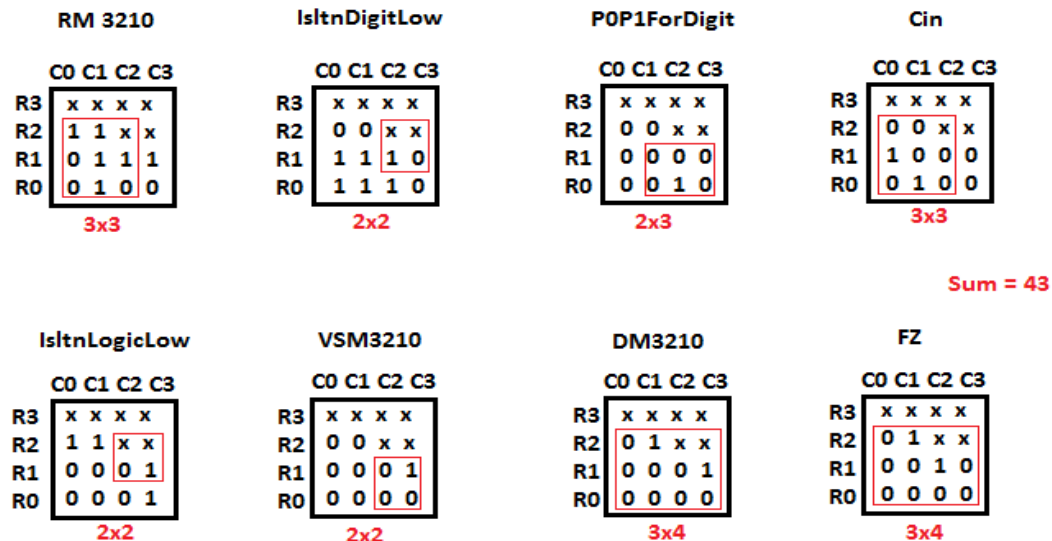 RM 3210
C0 C1 C2 C3
R3 x x x x
R2 1 1 x x
R1 0 1 1 1
R0 0 1 0 0
3x3
IsltnDigitLow
C0 C1 C2 C3
R3 x x x x
R2 0 0 x x
R1 1 1 1 0
R0 1 1 1 0
2x2
P0P1ForDigit
C0 C1 C2 C3
R3 x x x x
R2 0 0 x x
R1 0 0 0 0
R0 0 0 1 0
2x3
Cin
C0 C1 C2 C3
R3 x x x x
R2 0 0 x x
R1 1 0 0 0
R0 0 1 0 0
3x3
Sum = 43
IsltnLogicLow
C0 C1 C2 C3
R3 x x x x
R2 1 1 x x
R1 0 0 0 1
R0 0 0 0 1
2x2
VSM3210
C0 C1 C2 C3
R3 x x x x
R2 0 0 x x
R1 0 0 0 1
R0 0 0 0 0
2x2
DM3210
C0 C1 C2 C3
R3 x x x x
R2 0 1 x x
R1 0 0 0 1
R0 0 0 0 0
3x4
FZ
C0 C1 C2 C3
R3 x x x x
R2 0 1 x x
R1 0 0 1 0
R0 0 0 0 0
3x4